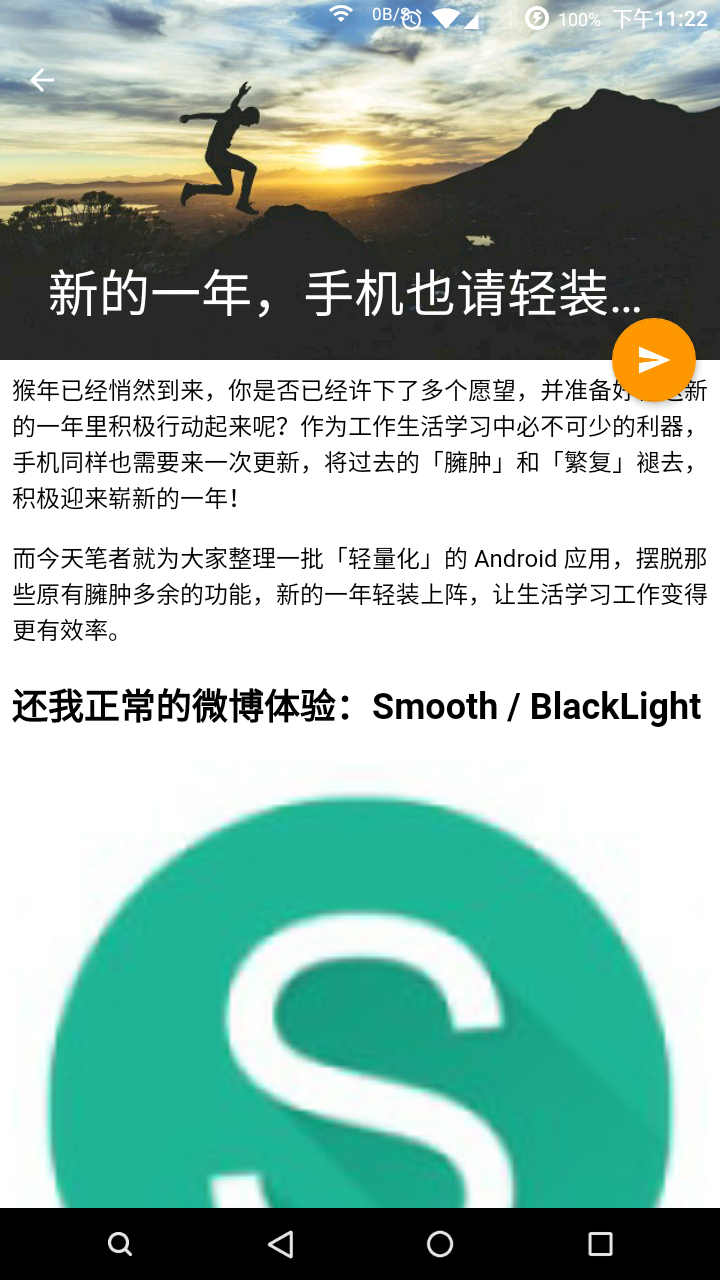 0B/S 100% 下午11:22
新的一年，手机也请轻装...
猴年已经悄然到来，你是否已经许下了多个愿望，并准备好 新
的一年里积极行动起来呢？作为工作生活学习中必不可少的利器，
手机同样也需要来一次更新，将过去的「臃肿」和「繁复」褪去，
积极迎来崭新的一年！
而今天笔者就为大家整理一批「轻量化」的 Android 应用，摆脱那
些原有臃肿多余的功能，新的一年轻装上阵，让生活学习工作变得
更有效率。
还我正常的微博体验：Smooth / BlackLight
S